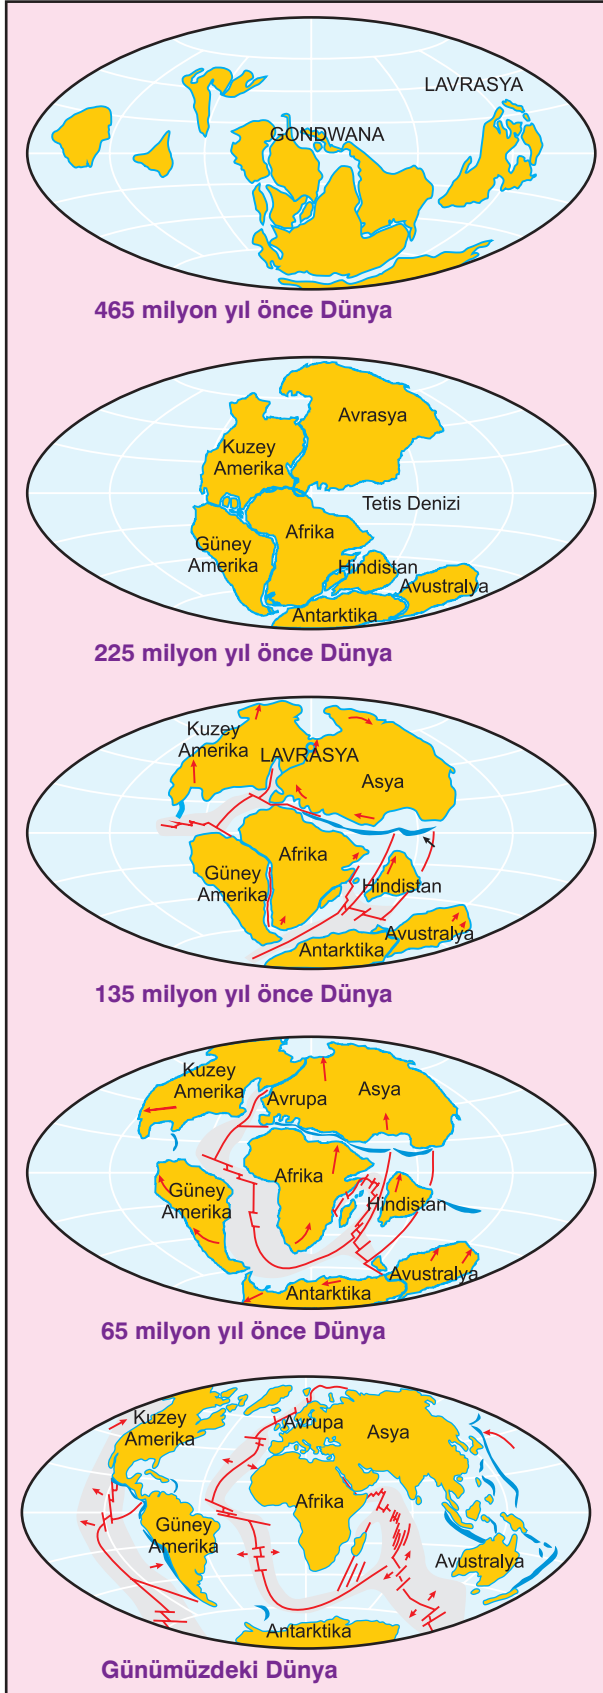 LAVRASYA
GONDWANA
465 milyon yıl önce Dünya
Avrasya
Kuzey
Amerika
Tetis Denizi
Afrika
Güney
Amerika
Hindistan
Avustralya
Antarktika
225 milyon yıl önce Dünya
Kuzey
Amerika
LAVRASYA
Asya
Afrika
Güney
Amerika
Hindistan
Avustralya
Antarktika
135 milyon yıl önce Dünya
Kuzey
Amerika
Avrupa
Asya
Afrika
Güney
Amerika
Hindistan
Avustralya
Antarktika
65 milyon yıl önce Dünya
Kuzey
Amerika
Avrupa
Asya
Afrika
Güney
Amerika
Avustralya
Antarktika
Günümüzdeki Dünya